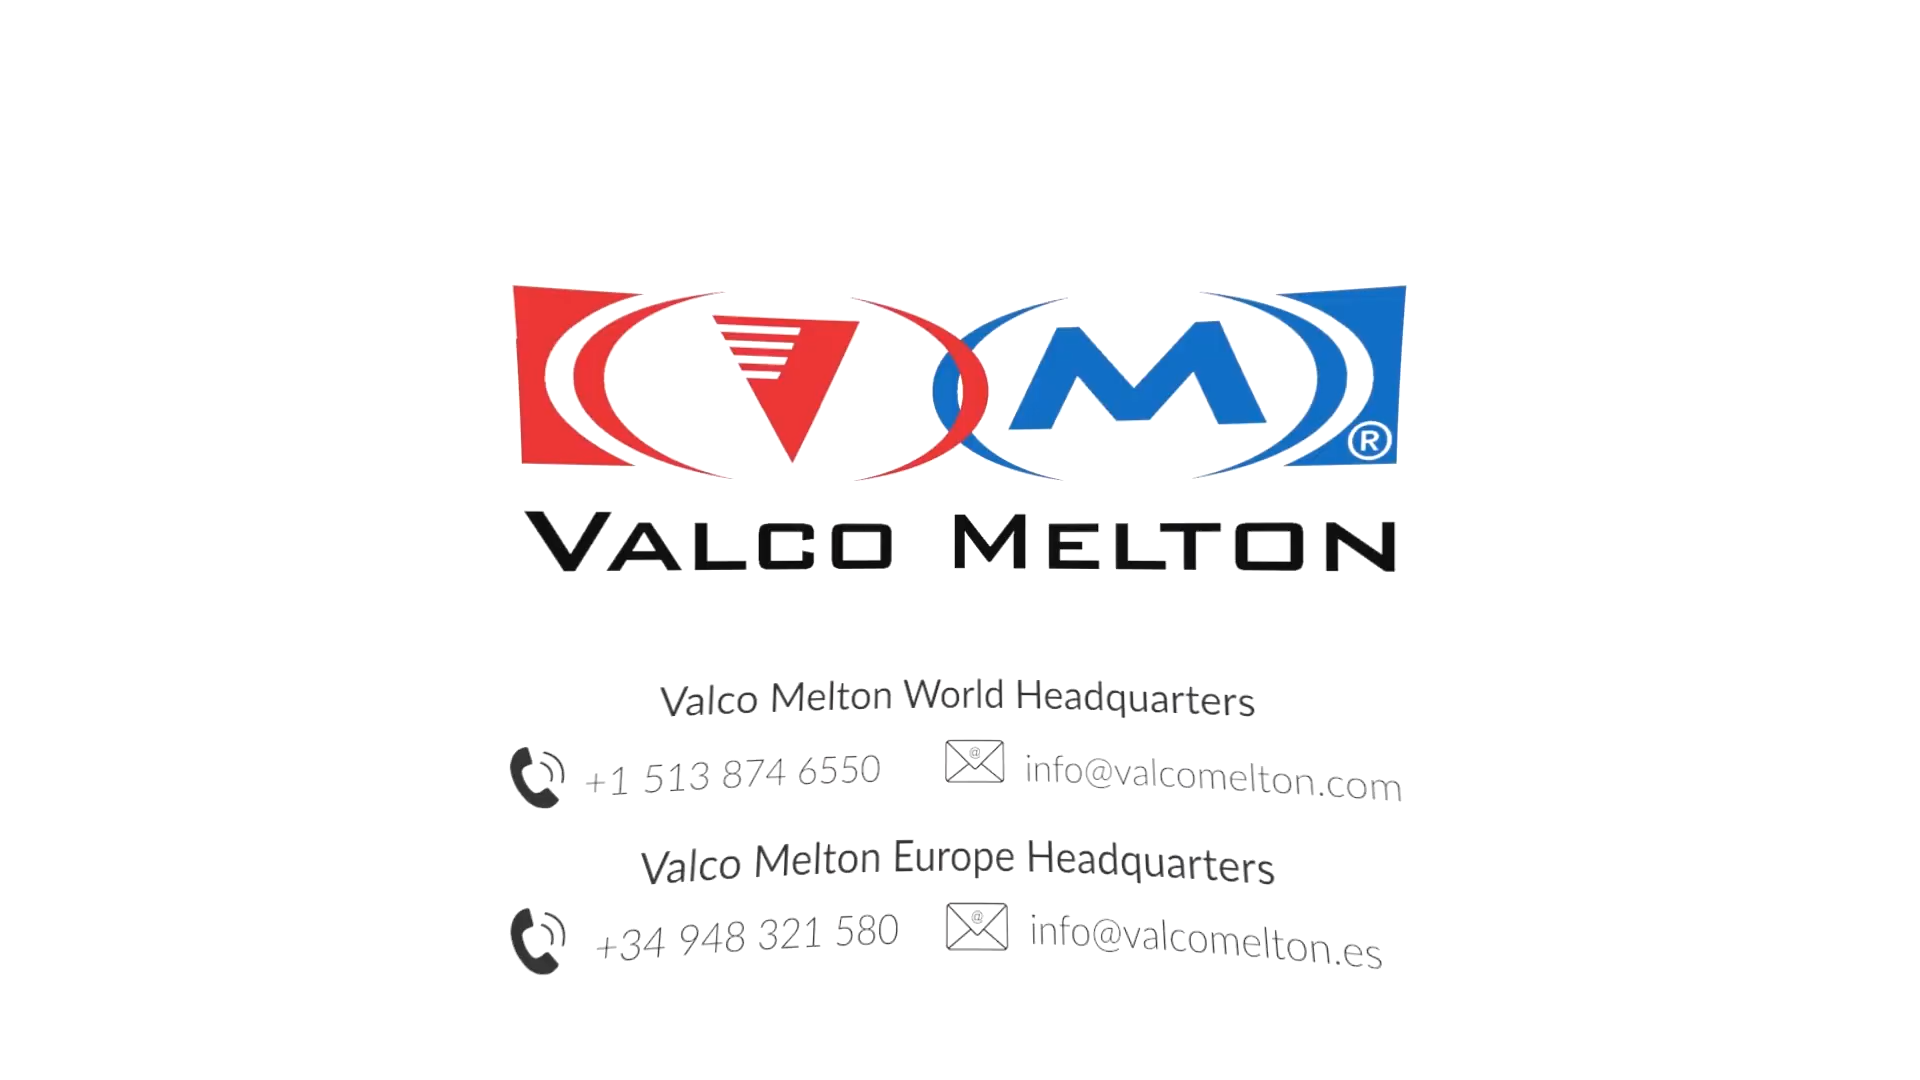 VM®
VALCO MELTON
Valco Melton World Headquarters
+1 513 874 6550 @ info@valcomelton.com
Valco Melton Europe Headquarters
+34 948 321 580 @ info@valcomelton.es